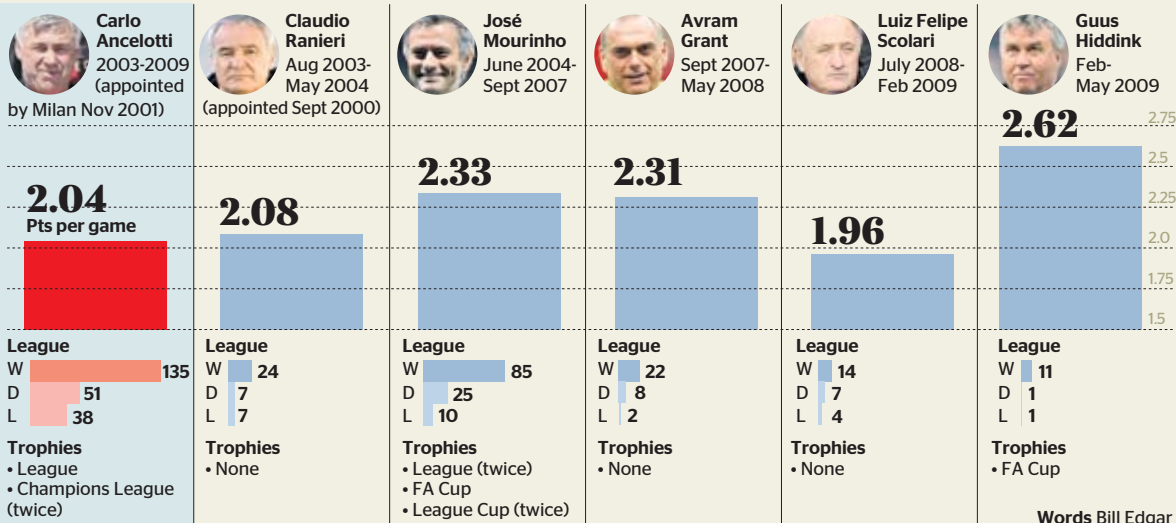 Carlo
Ancelotti
2003-2009
(appointed
by Milan Nov 2001)
2.04
Pts per game
League
W 135
D 51
L 38
Trophies
• League
• Champions League
(twice)
Claudio
Ranieri
Aug 2003-
May 2004
(appointed Sept 2000)
2.08
League
W 24
D 7
L 7
Trophies
• None
José
Mourinho
June 2004-
Sept 2007
2.33
League
W 85
D 25
L 10
Trophies
• League (twice)
• FA Cup
• League Cup (twice)
Avram
Grant
Sept 2007-
May 2008
2.31
League
W 22
D 8
L 2
Trophies
• None
Luiz Felipe
Scolari
July 2008-
Feb 2009
1.96
League
W 14
D 7
L 4
Trophies
• None
Guus
Hiddink
Feb-
May 2009
2.62
League
W 11
D 1
L 1
Trophies
• FA Cup
2.75
2.5
2.25
2.0
1.75
1.5
Words Bill Edgar